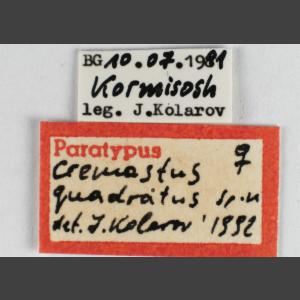 BG 10.07.1981
Kormisosh
leg. J.Kolarov
Paratypus ♀
Cremastus
quadratus sp.n
det. J. Kolarov '1992